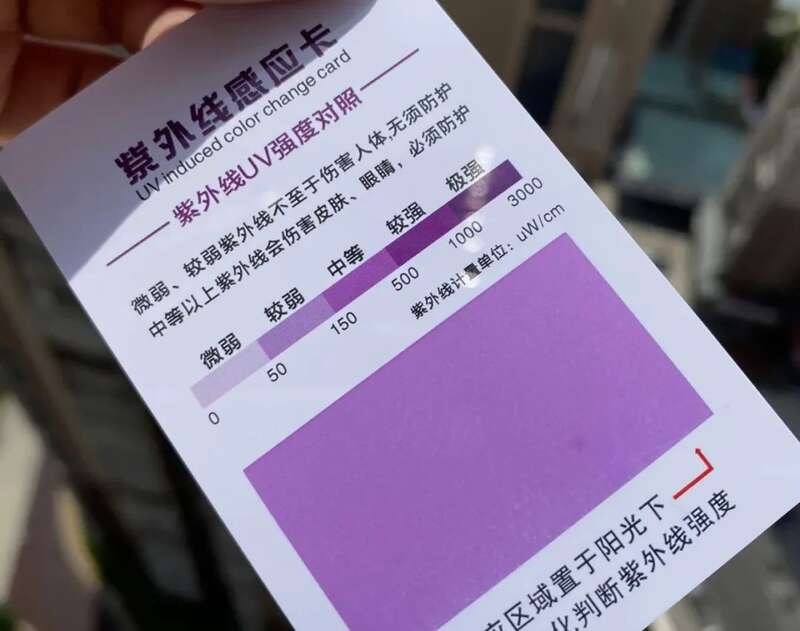 紫外线感应卡
UV induced color change card
紫外线UV强度对照
微弱、较弱紫外线不至于伤害人体,无须防护
中等以上紫外线会伤害皮肤、眼睛，必须防护
微弱 较弱 中等 较强 极强
0 50 150 500 1000 3000
紫外线计量单位：uW/cm
应区域置于阳光下
化判断紫外线强度